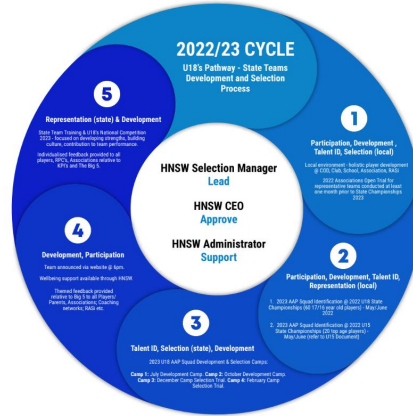 2022/23 CYCLE
U18's Pathway - State Teams
Development and Selection
Process
1
Participation, Development ,
Talent ID, Selection (local)
Local environment - holistic player development
@ COD, Club, School, Association, RASi
2022 Associations Open Trial for
representative teams conducted at least
one month prior to State Championships
2023
2
Participation, Development, Talent ID,
Representation (local)
1. 2023 AAP Squad Identification @ 2022 U18 State
Championships (60 17/16 year old players) - May/June
2022
2. 2023 AAP Squad Identification @ 2022 U15
State Championships (20 top age players) -
May/June (refer to U15 Document)
3
Talent ID, Selection (state), Development
2023 U18 AAP Squad Development & Selection Camps:
Camp 1: July Development Camp. Camp 2: October Development Camp.
Camp 3: December Camp Selection Trial. Camp 4: February Camp
Selection Trial.
4
Development, Participation
Team announced via website @ 6pm.
Wellbeing support available through HNSW
Themed feedback provided
relative to Big 5 to all Players/
Parents, Associations; Coaching
networks; RASi etc.
5
Representation (state) & Development
State Team Training & U18's National Competition
2023 - focused on developing strengths, building
culture, contribution to team performance.
Individualised feedback provided to all
players, RPC's, Associations relative to
KPI's and The Big 5.
HNSW Selection Manager
Lead
HNSW CEO
Approve
HNSW Administrator
Support